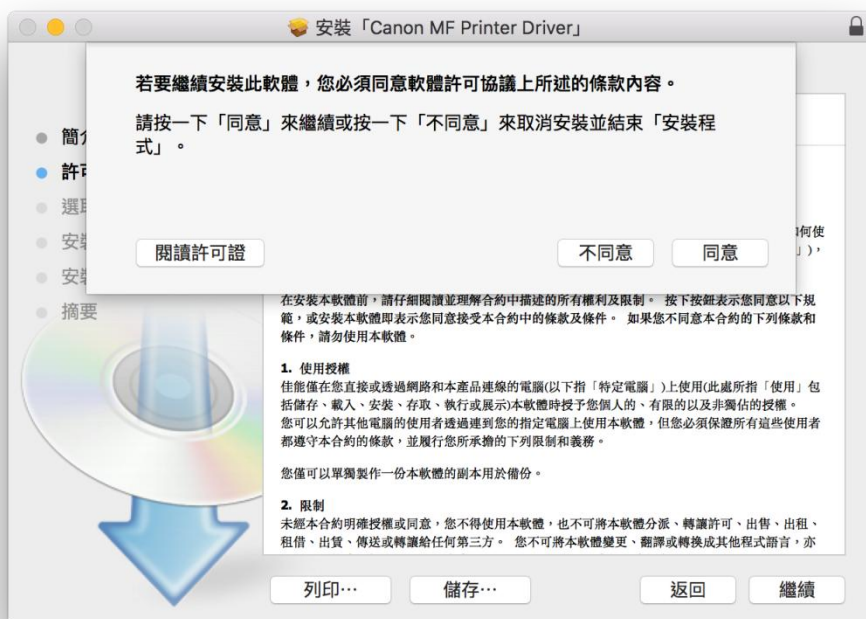 安裝「Canon MF Printer Driver」
若要繼續安裝此軟體，您必須同意軟體許可協議上所述的條款內容。
請按一下「同意」來繼續或按一下「不同意」來取消安裝並結束「安裝程
式」。
閱讀許可證
不同意
同意
簡介
許可
選取
安裝
安裝
摘要
何使
」)，
在安裝本軟體前，請仔細閱讀並理解合約中描述的所有權利及限制。 按下按鈕表示您同意以下規
範，或安裝本軟體即表示您同意接受本合約中的條款及條件。 如果您不同意本合約的下列條款和
條件，請勿使用本軟體。
1. 使用授權
佳能僅在您直接或透過網路和本產品連線的電腦(以下指「特定電腦」)上使用(此處所指「使用」包
括儲存、載入、安裝、存取、執行或展示)本軟體時授予您個人的、有限的以及非獨佔的授權。
您可以允許其他電腦的使用者透過連到您的指定電腦上使用本軟體，但您必須保證所有這些使用者
都遵守本合約的條款，並履行您所承擔的下列限制和義務。
您僅可以單獨製作一份本軟體的副本用於備份。
2. 限制
未經本合約明確授權或同意，您不得使用本軟體，也不可將本軟體分派、轉讓許可、出售、出租、
租借、出賃、傳送或轉讓給任何第三方。 您不可將本軟體變更、翻譯或轉換成其他程式語言，亦
列印⋯
儲存⋯
返回
繼續